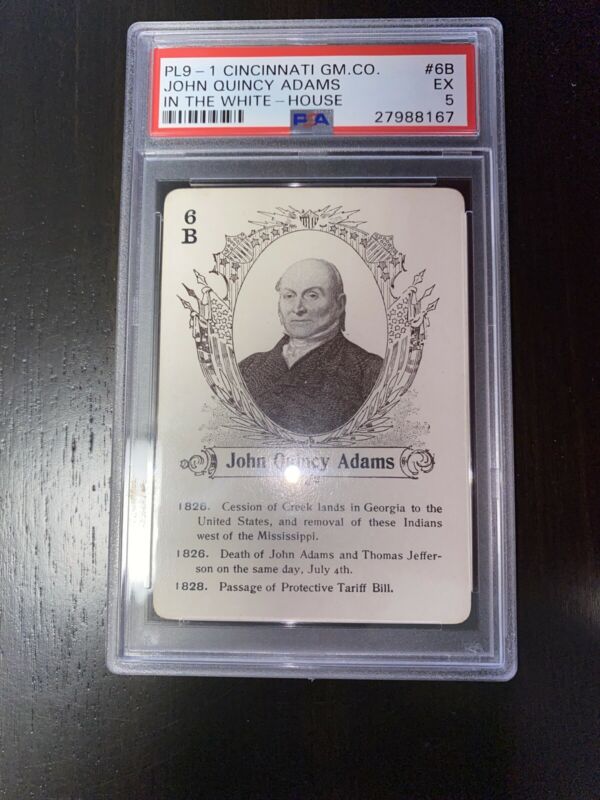 PL9-1 CINCINNATI GM.CO. #6B
JOHN QUINCY ADAMS EX
IN THE WHITE-HOUSE 5
PSA 27988167
6
B
John Quincy Adams
1826. Cession of Creek lands in Georgia to the
United States, and removal of these Indians
west of the Mississippi.
1826. Death of John Adams and Thomas Jeffer-
son on the same day, July 4th.
1828. Passage of Protective Tariff Bill.